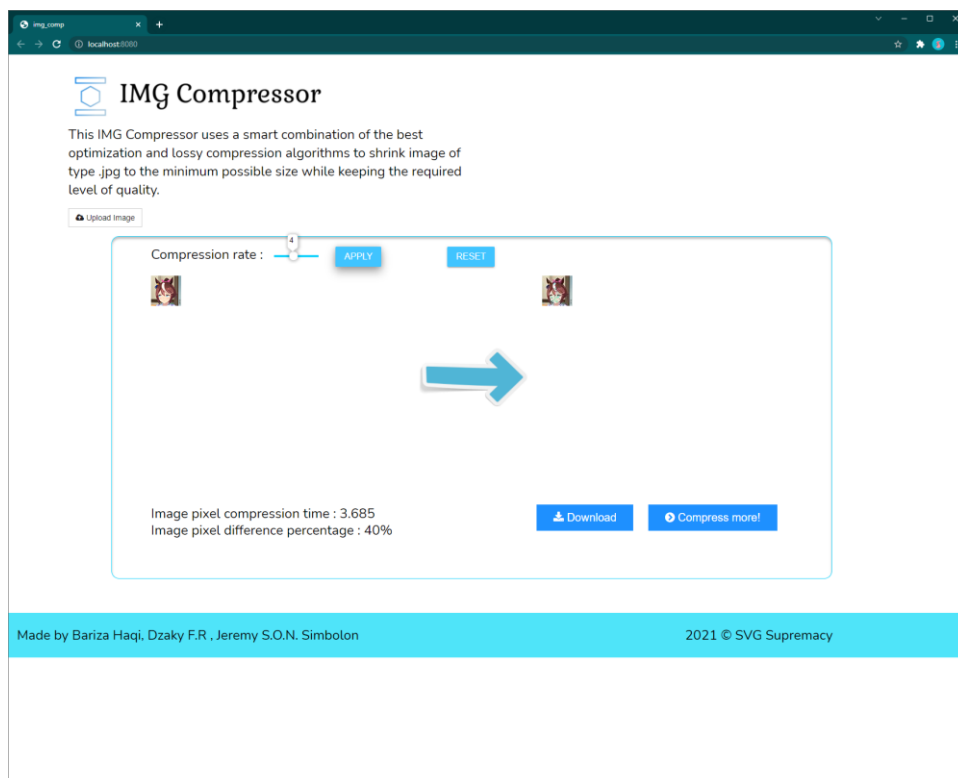 img_comp
localhost:8080
IMG Compressor
This IMG Compressor uses a smart combination of the best
optimization and lossy compression algorithms to shrink image of
type .jpg to the minimum possible size while keeping the required
level of quality.
Upload Image
4
Compression rate : APPLY RESET
Image pixel compression time : 3.685
Image pixel difference percentage : 40%
Download Compress more!
Made by Bariza Haqi, Dzaky F.R , Jeremy S.O.N. Simbolon 2021 © SVG Supremacy